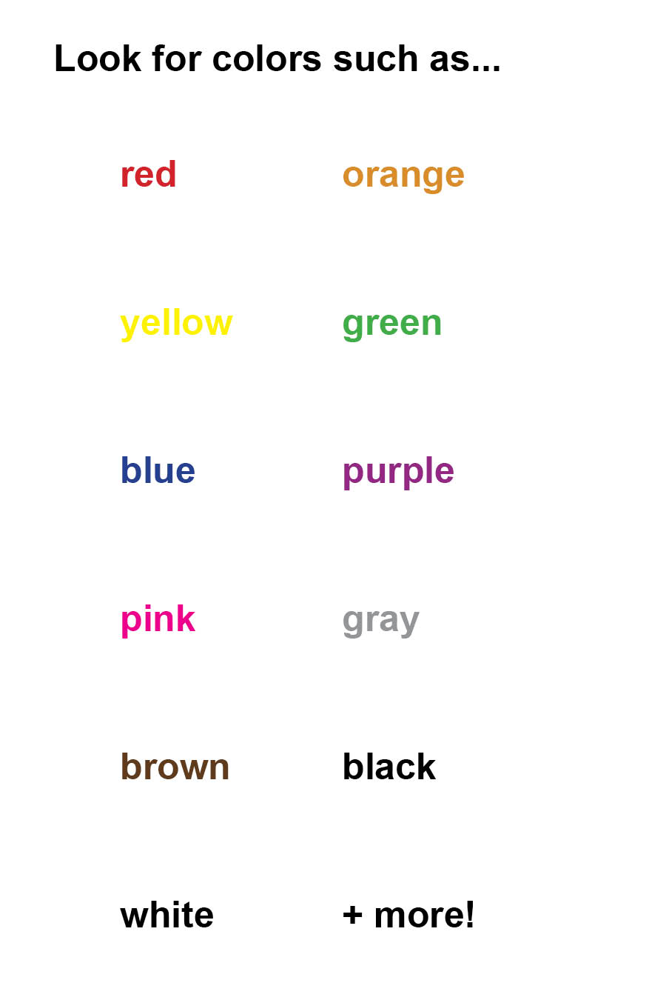 Look for colors such as...
red orange
yellow green
blue purple
pink gray
brown black
white + more!